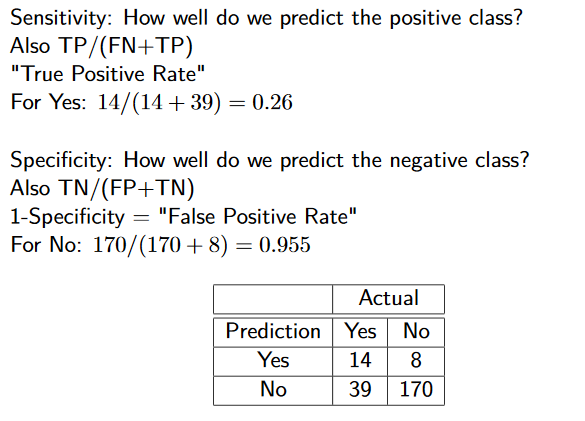 Sensitivity: How well do we predict the positive class?
Also TP/(FN+TP)
"True Positive Rate"
For Yes: 14/(14 + 39) = 0.26
Specificity: How well do we predict the negative class?
Also TN/(FP+TN)
1-Specificity = "False Positive Rate"
For No: 170/(170 + 8) = 0.955
Actual
Prediction Yes No
Yes 14 8
No 39 170